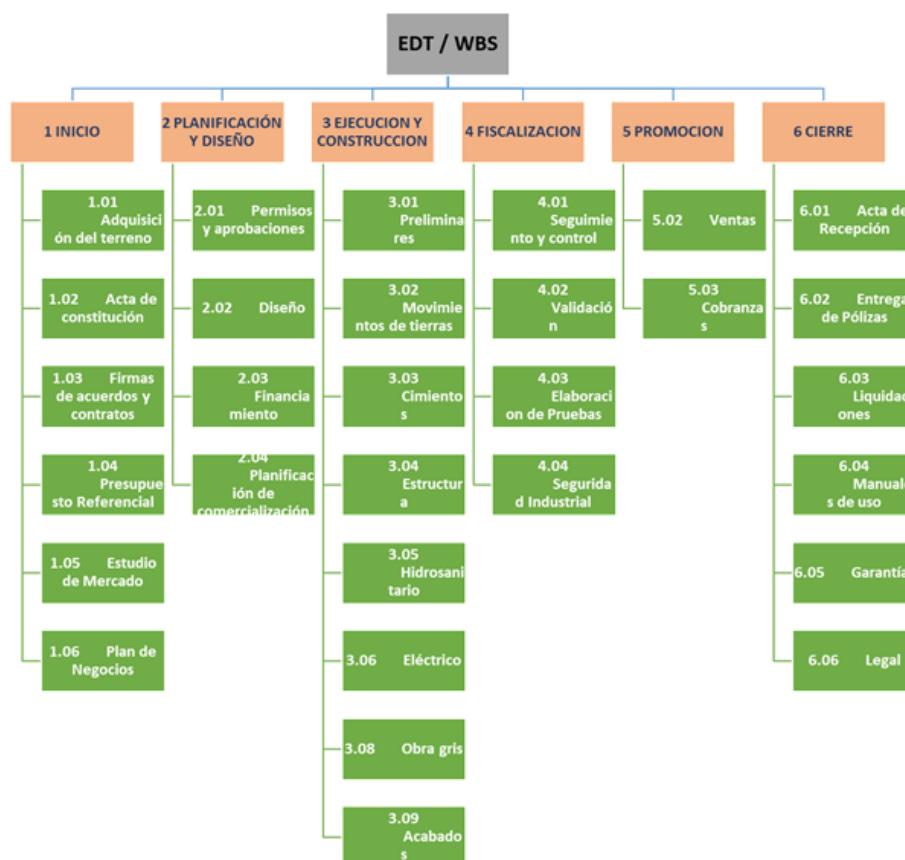 EDT / WBS
1 INICIO
2 PLANIFICACIÓN
Y DISEÑO
3 EJECUCION Y
CONSTRUCCION
4 FISCALIZACION
5 PROMOCION
6 CIERRE
1.01
Adquisici
ón del terreno
1.02 Acta de
constitución
1.03 Firmas
de acuerdos y
contratos
1.04
Presupue
sto Referencial
1.05 Estudio
de Mercado
1.06 Plan de
Negocios
2.01 Permisos
y aprobaciones
2.02 Diseño
2.03
Financia
miento
2.04
Planificac
ión de
comercialización
3.01
Prelimina
res
3.02
Movimie
ntos de tierras
3.03
Cimiento
s
3.04
Estructur
a
3.05
Hidrosani
tario
3.06 Eléctrico
3.08 Obra gris
3.09
Acabado
s
4.01
Seguimie
nto y control
4.02
Validació
n
4.03
Elaboraci
on de Pruebas
4.04
Segurida
d Industrial
5.02 Ventas
5.03
Cobranza
s
6.01 Acta de
Recepción
6.02 Entrega
de Pólizas
6.03
Liquidaci
ones
6.04
Manuale
s de uso
6.05 Garantía
6.06 Legal